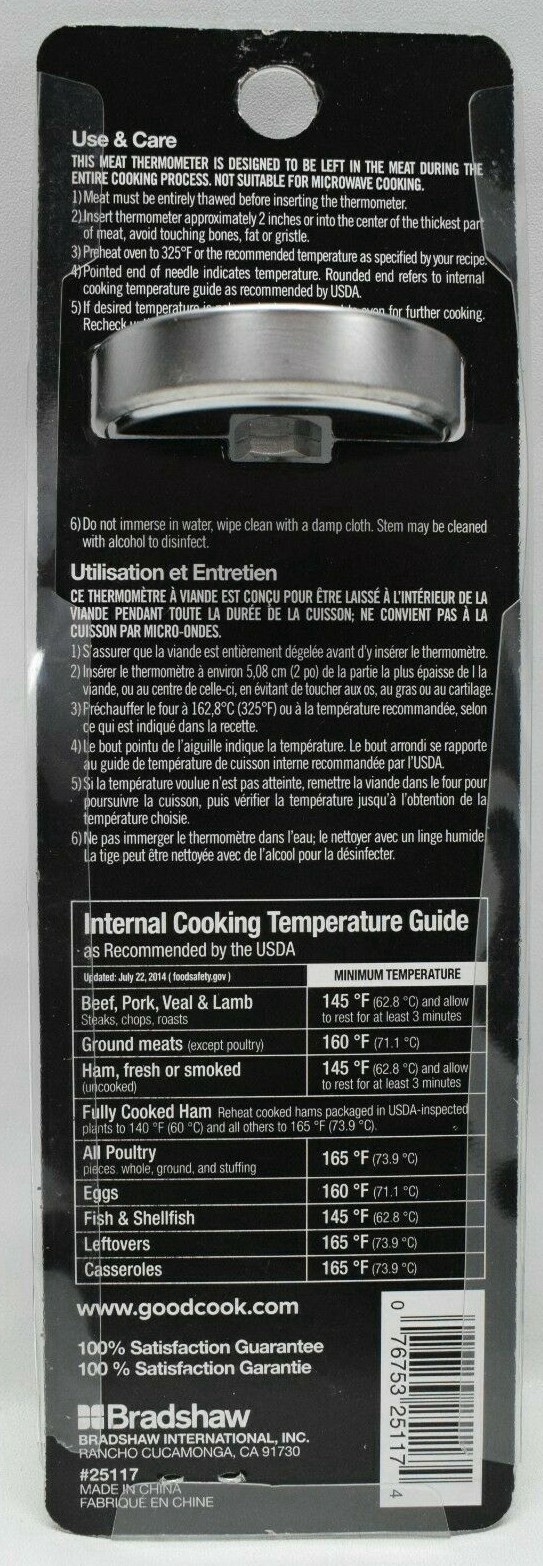 Use & Care
THIS MEAT THERMOMETER IS DESIGNED TO BE LEFT IN THE MEAT DURING THE
ENTIRE COOKING PROCESS. NOT SUITABLE FOR MICROWAVE COOKING.
1) Meat must be entirely thawed before inserting the thermometer.
2) Insert thermometer approximately 2 inches or into the center of the thickest part
of meat, avoid touching bones, fat or gristle.
3) Preheat oven to 325°F or the recommended temperature as specified by your recipe.
4) Pointed end of needle indicates temperature. Rounded end refers to internal
cooking temperature guide as recommended by USDA.
5) If desired temperature for further cooking.
Recheck
6) Do not immerse in water, wipe clean with a damp cloth. Stem may be cleaned
with alcohol to disinfect.
Utilisation et Entretien
CE THERMOMÈTRE À VIANDE EST CONÇU POUR ÊTRE LAISSÉ À L'INTÉRIEUR DE LA
VIANDE PENDANT TOUTE LA DURÉE DE LA CUISSON; NE CONVIENT PAS À LA
CUISSON PAR MICRO-ONDES.
1) S'assurer que la viande est entièrement dégelée avant d'y insérer le thermomètre.
2) Insérer le thermomètre à environ 5,08 cm (2 po) de la partie la plus épaisse de l la
viande, ou au centre de celle-ci, en évitant de toucher aux os, au gras ou au cartilage.
3) Préchauffer le four à 162,8°C (325°F) ou à la température recommandée, selon
ce qui est indiqué dans la recette.
4) Le bout pointu de l'aiguille indique la température. Le bout arrondi se rapporte
au guide de température de cuisson interne recommandée par l'USDA.
5) Si la température voulue n'est pas atteinte, remettre la viande dans le four pour
poursuivre la cuisson, puis vérifier la température jusqu'à l'obtention de la
température choisie.
6) Ne pas immerger le thermomètre dans l'eau; le nettoyer avec un linge humide
La tige peut être nettoyée avec de l'alcool pour la désinfecter.
Internal Cooking Temperature Guide
as Recommended by the USDA
Updated: July 22, 2014 ( foodsafety.gov ) MINIMUM TEMPERATURE
Beef, Pork, Veal & Lamb 145 °F (62.8 °C) and allow
Steaks, chops, roasts to rest for at least 3 minutes
Ground meats (except poultry) 160 °F (71.1 °C)
Ham, fresh or smoked 145 °F (62.8 °C) and allow
(uncooked) to rest for at least 3 minutes
Fully Cooked Ham Reheat cooked hams packaged in USDA-inspected
plants to 140 °F (60 °C) and all others to 165 °F (73.9 °C).
All Poultry 165 °F (73.9 °C)
pieces, whole, ground, and stuffing
Eggs 160 °F (71.1 °C)
Fish & Shellfish 145 °F (62.8 °C)
Leftovers 165 °F (73.9 °C)
Casseroles 165 °F (73.9 °C)
www.goodcook.com
100% Satisfaction Guarantee
100 % Satisfaction Garantie
Bradshaw
BRADSHAW INTERNATIONAL, INC.
RANCHO CUCAMONGA, CA 91730
#25117
MADE IN CHINA
FABRIQUÉ EN CHINE
0 76753 25117 4